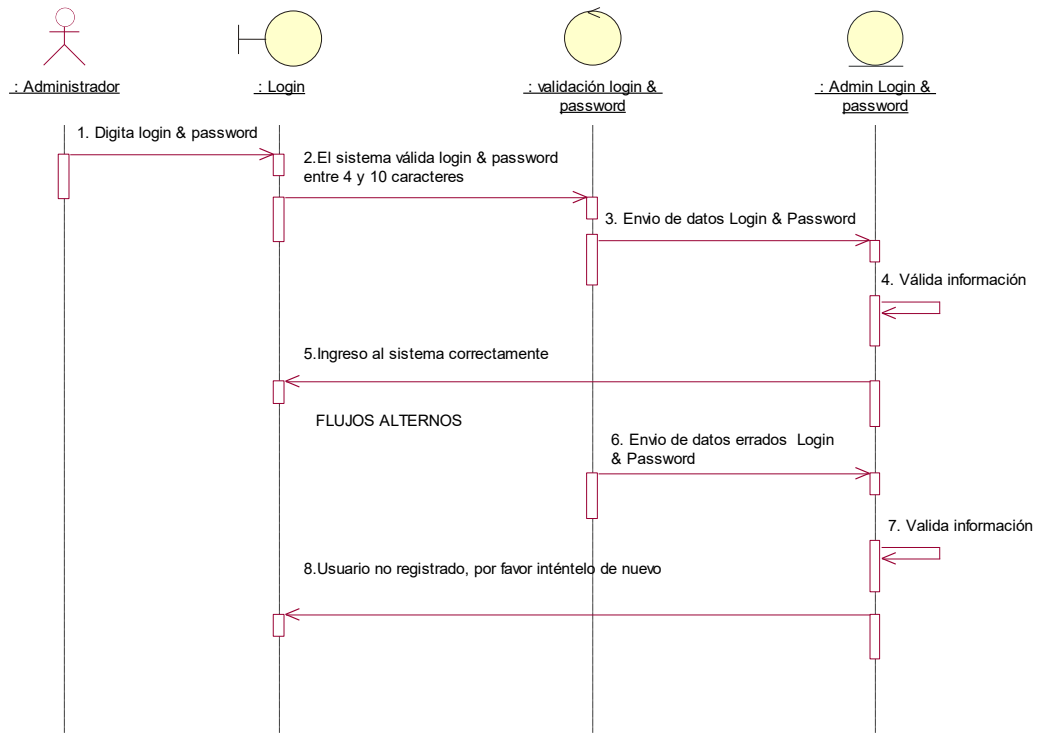 : Administrador
: Login
: validación login &
password
: Admin Login &
password
1. Digita login & password
2.El sistema válida login & password
entre 4 y 10 caracteres
3. Envio de datos Login & Password
4. Válida información
5.Ingreso al sistema correctamente
FLUJOS ALTERNOS
6. Envio de datos errados Login
& Password
7. Valida información
8.Usuario no registrado, por favor inténtelo de nuevo